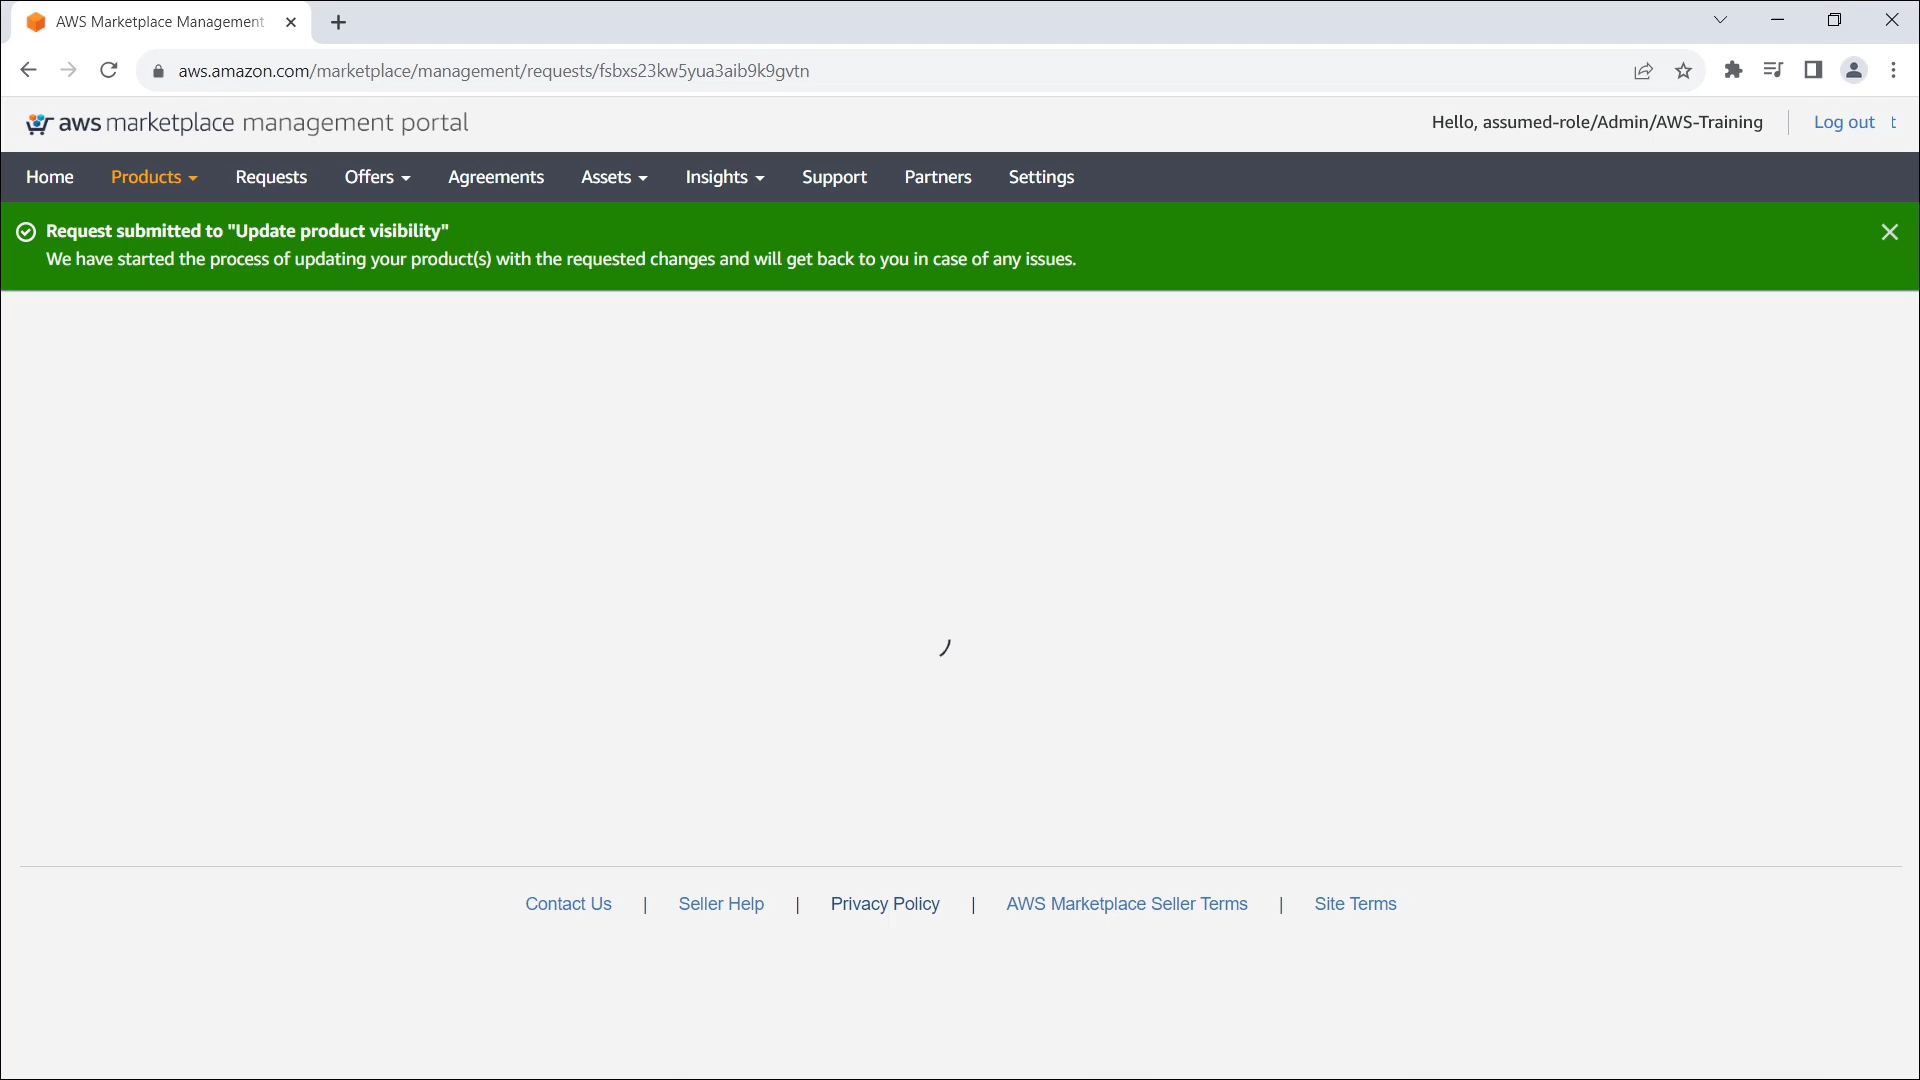 AWS Marketplace Management
aws.amazon.com/marketplace/management/requests/fsbxs23kw5yua3aib9k9gvtn
aws marketplace management portal
Hello, assumed-role/Admin/AWS-Training
Log out
t
Home Products Requests Offers Agreements Assets Insights Support Partners Settings
Request submitted to "Update product visibility"
We have started the process of updating your product(s) with the requested changes and will get back to you in case of any issues.
Contact Us | Seller Help | Privacy Policy | AWS Marketplace Seller Terms | Site Terms